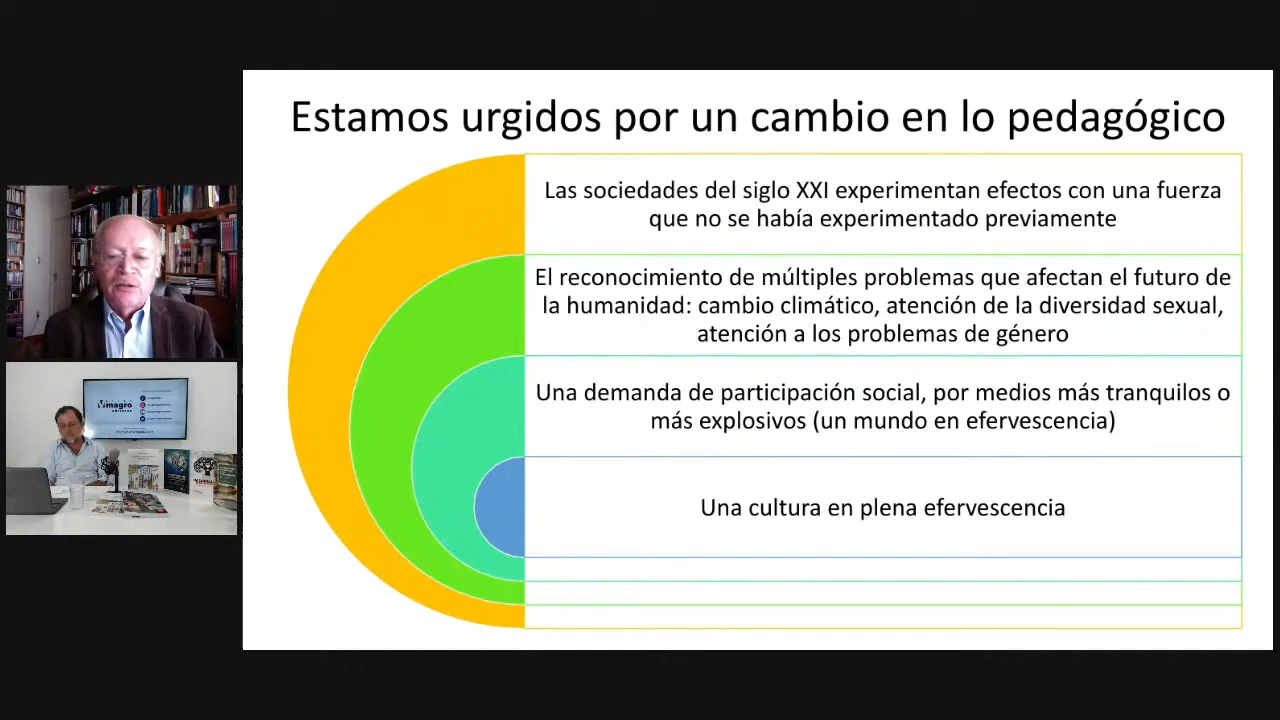 Estamos urgidos por un cambio en lo pedagógico
Las sociedades del siglo XXI experimentan efectos con una fuerza
que no se había experimentado previamente
El reconocimiento de múltiples problemas que afectan el futuro de
la humanidad: cambio climático, atención de la diversidad sexual,
atención a los problemas de género
Una demanda de participación social, por medios más tranquilos o
más explosivos (un mundo en efervescencia)
Una cultura en plena efervescencia